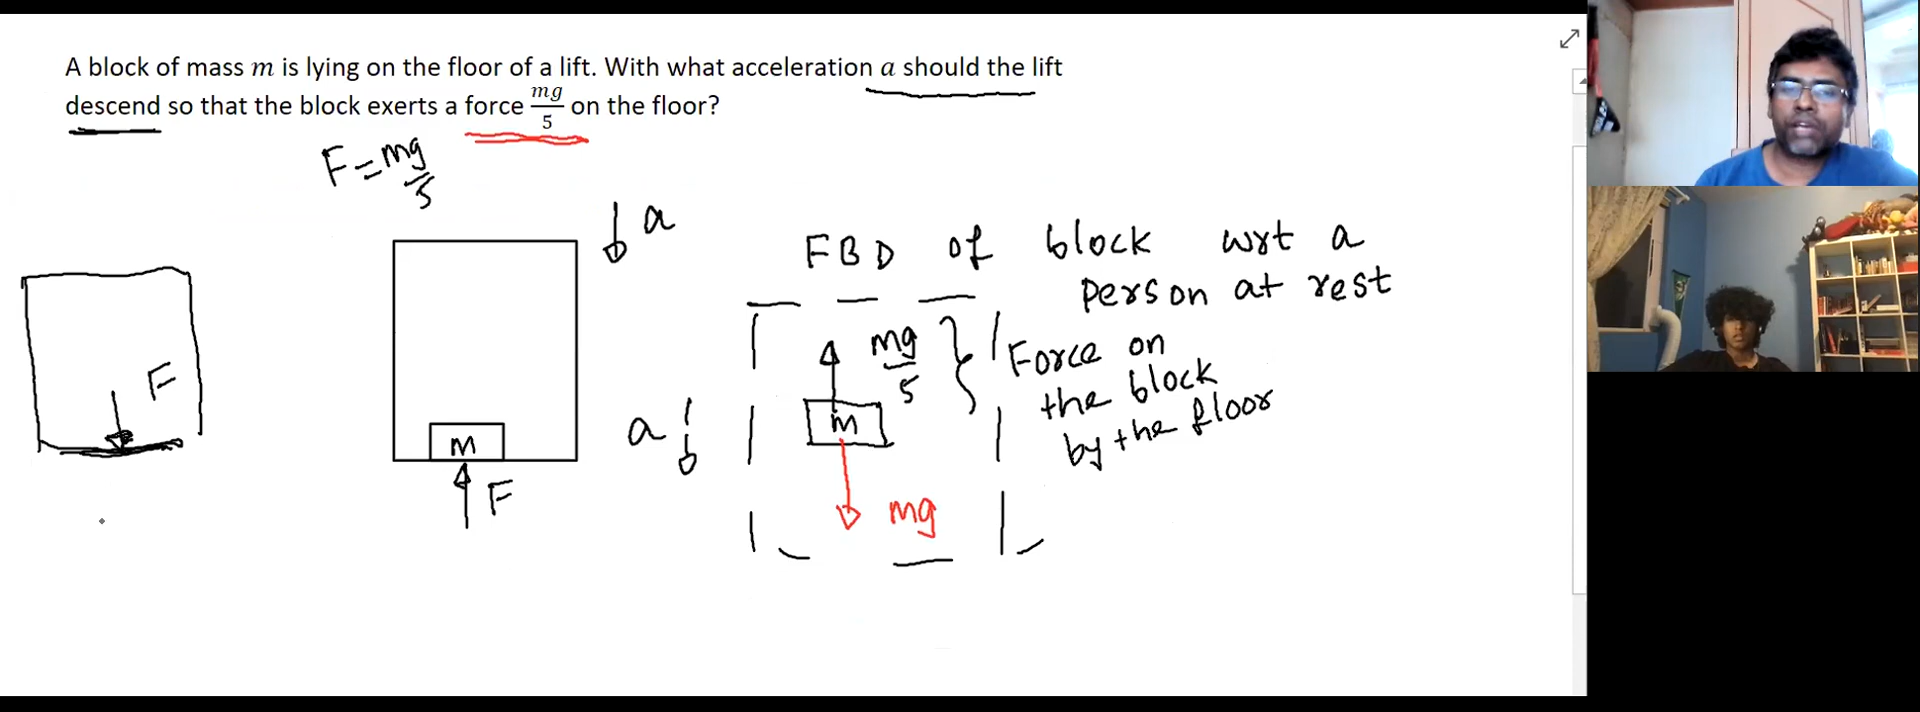 A block of mass m is lying on the floor of a lift. With what acceleration a should the lift
descend so that the block exerts a force mg/5 on the floor?
F = mg/5
a
FBD of block wrt a
person at rest
F
m
F
a
mg/5
m
mg
Force on
the block
by the floor